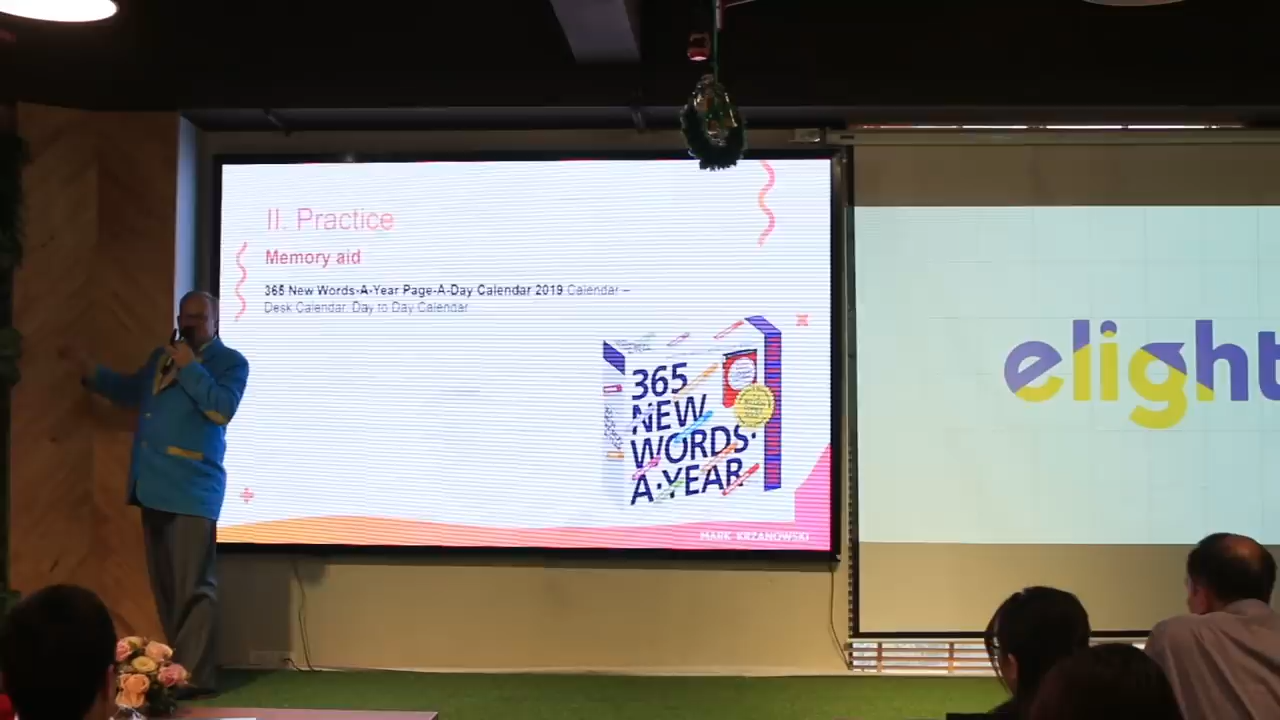 II. Practice
Memory aid
365 New Words-A-Year Page-A-Day Calendar 2019 Calendar –
Desk Calendar, Day to Day Calendar
365
NEW
WORDS·
A·YEAR
MARK KRZANOWSKI
elight